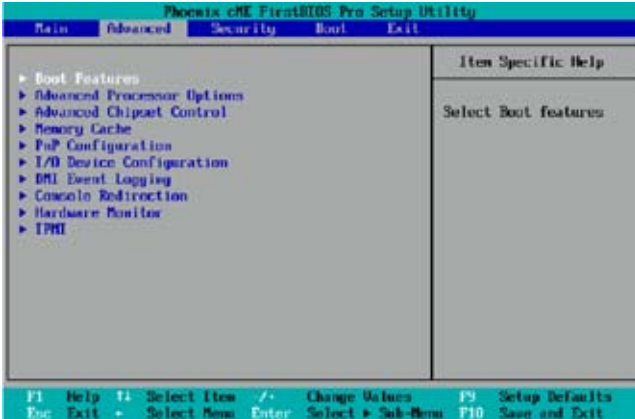 Phoenix cME FirstBIOS Pro Setup Utility
Main Advanced Security Boot Exit
Item Specific Help
► Boot Features
► Advanced Processor Options
► Advanced Chipset Control
Select Boot features
► Memory Cache
► PnP Configuration
► I/O Device Configuration
► DMI Event Logging
► Console Redirection
► Hardware Monitor
► IPMI
F1 Help ↑↓ Select Item -/+ Change Values F9 Setup Defaults
Esc Exit ← Select Menu Enter Select ► Sub-Menu F10 Save and Exit